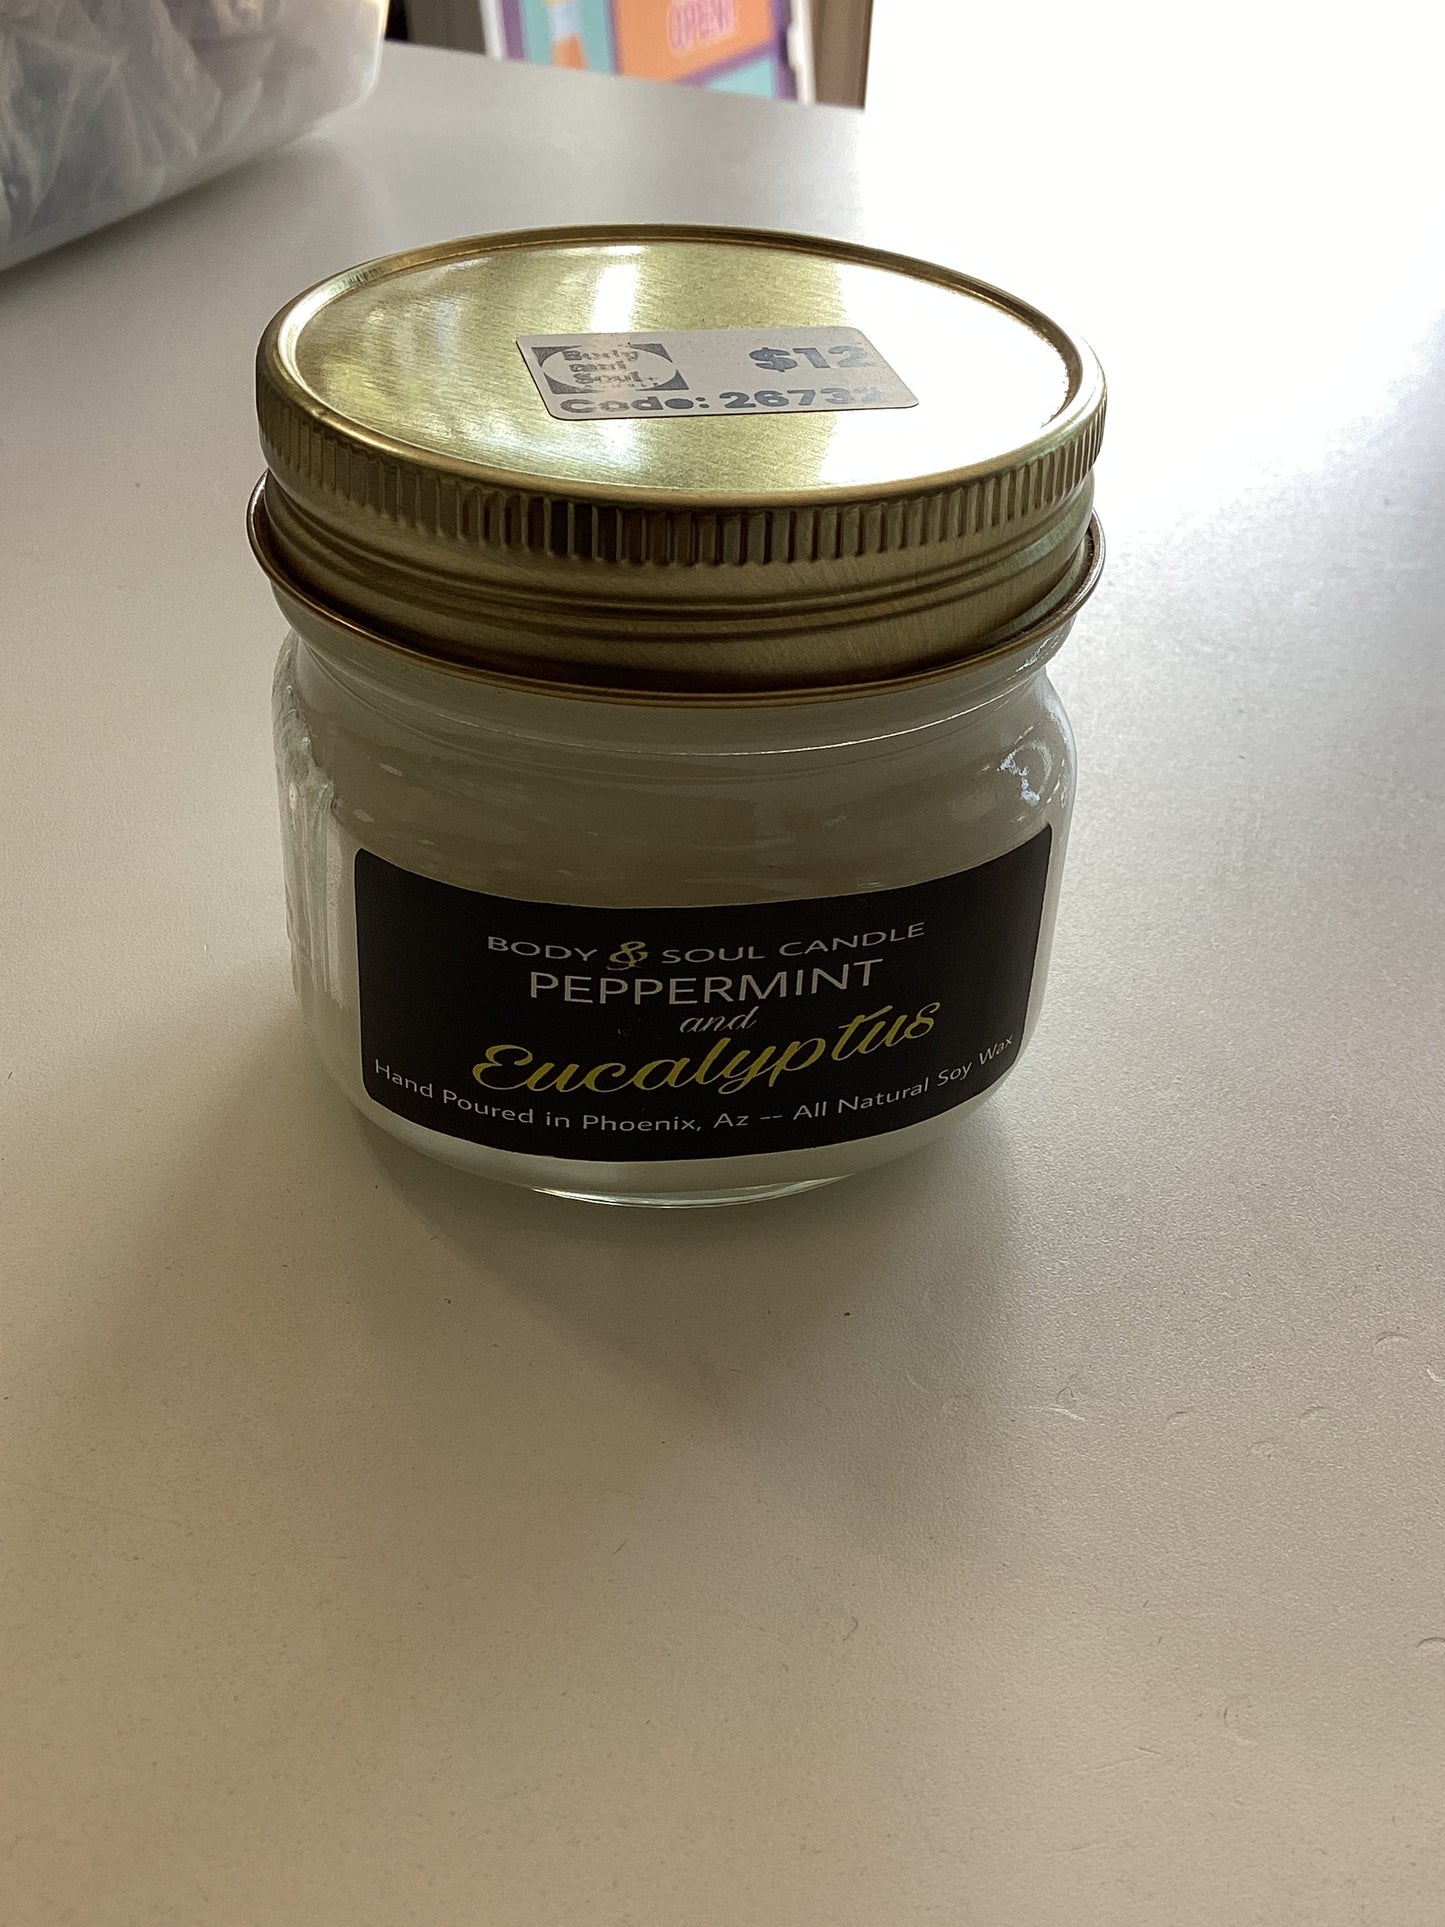 OPEN
Body
and
Soul
$12
Code: 26732
BODY & SOUL CANDLE
PEPPERMINT
and
Eucalyptus
Hand Poured in Phoenix, Az -- All Natural Soy Wax